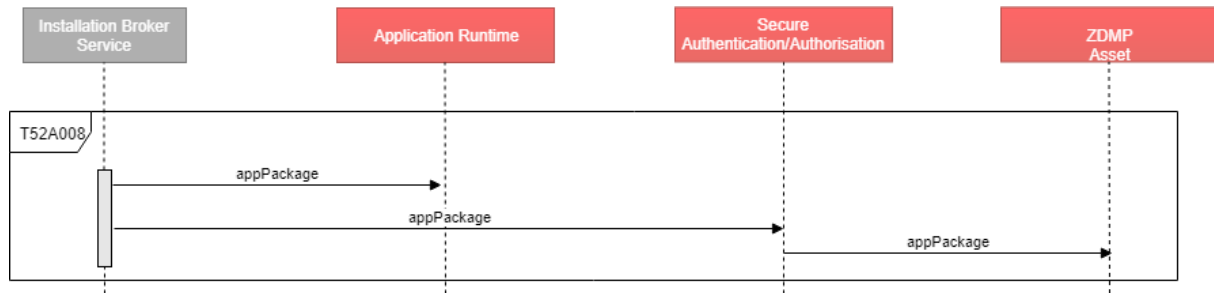 Installation Broker
Service
Application Runtime
Secure
Authentication/Authorisation
ZDMP
Asset
T52A008
appPackage
appPackage
appPackage